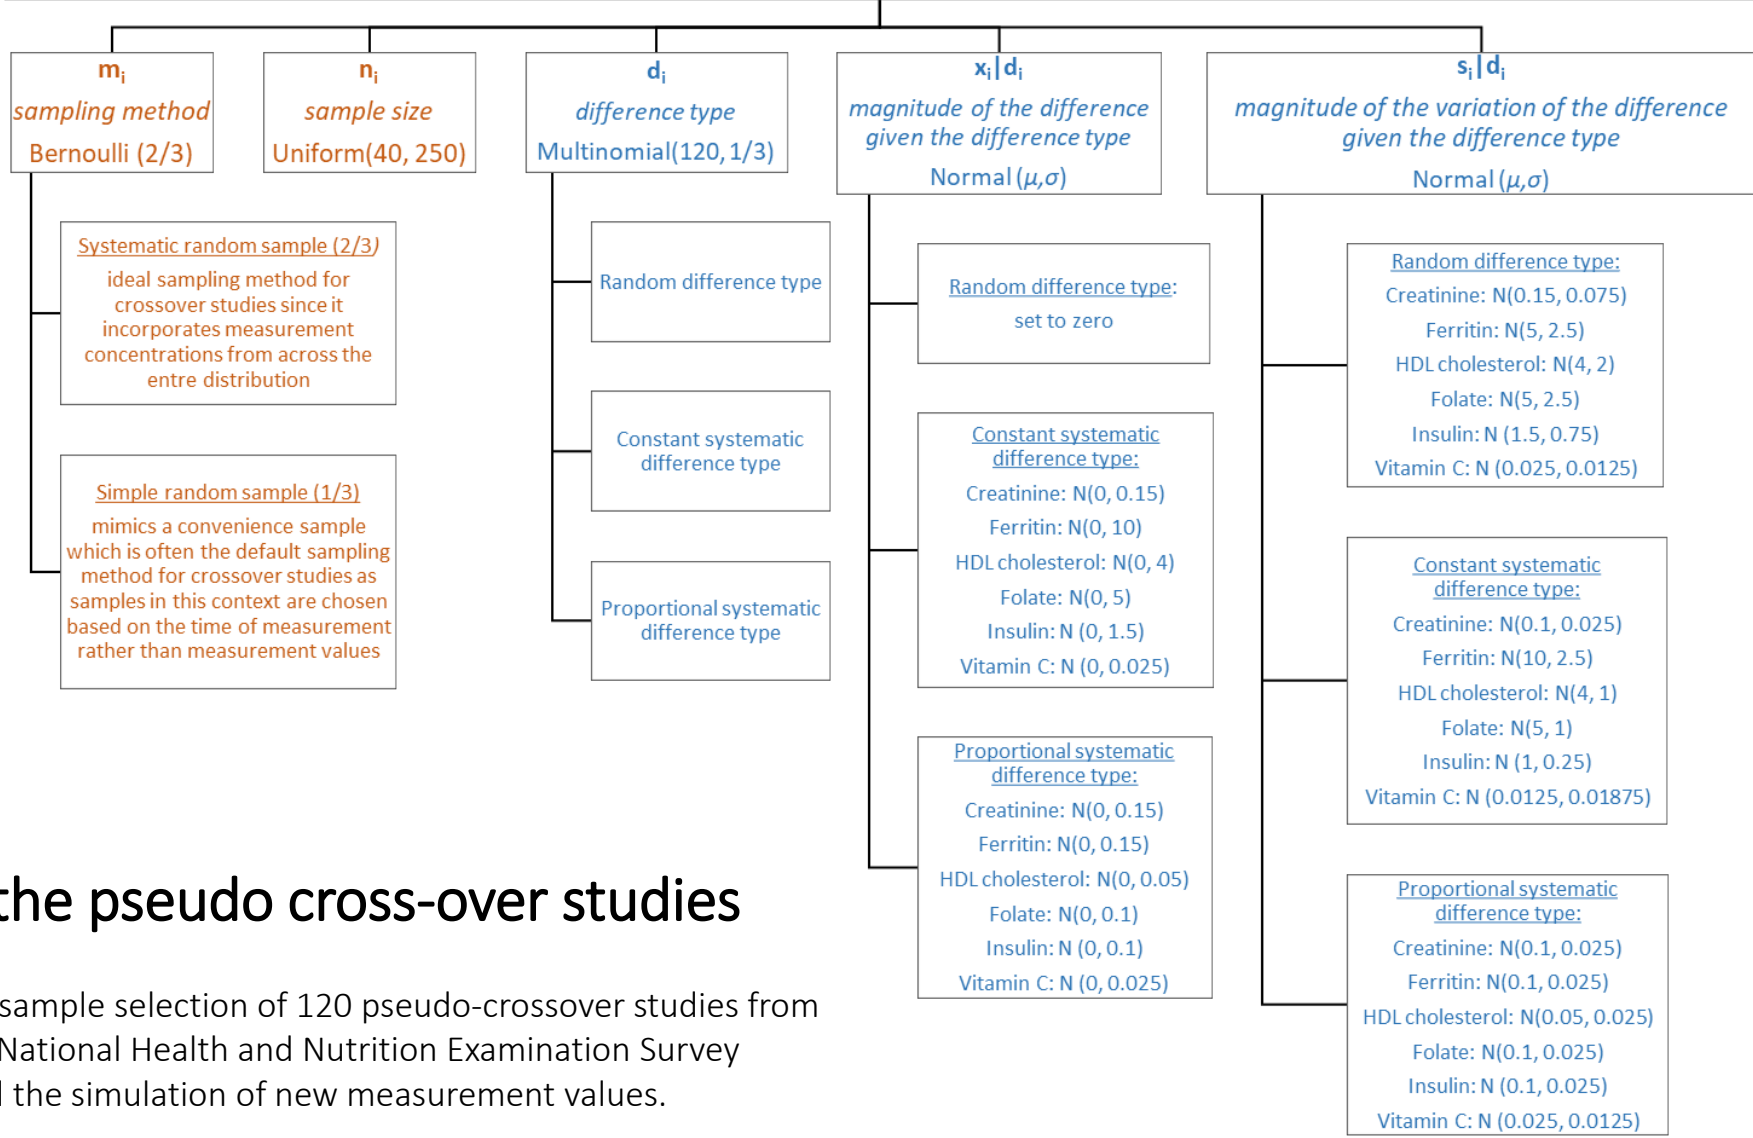 mi
sampling method
Bernoulli (2/3)
ni
sample size
Uniform(40, 250)
di
difference type
Multinomial(120, 1/3)
xi|di
magnitude of the difference
given the difference type
Normal (μ,σ)
si|di
magnitude of the variation of the difference
given the difference type
Normal (μ,σ)
Systematic random sample (2/3)
ideal sampling method for
crossover studies since it
incorporates measurement
concentrations from across the
entre distribution
Simple random sample (1/3)
mimics a convenience sample
which is often the default sampling
method for crossover studies as
samples in this context are chosen
based on the time of measurement
rather than measurement values
Random difference type
Constant systematic
difference type
Proportional systematic
difference type
Random difference type:
set to zero
Constant systematic
difference type:
Creatinine: N(0, 0.15)
Ferritin: N(0, 10)
HDL cholesterol: N(0, 4)
Folate: N(0, 5)
Insulin: N (0, 1.5)
Vitamin C: N (0, 0.025)
Proportional systematic
difference type:
Creatinine: N(0, 0.15)
Ferritin: N(0, 0.15)
HDL cholesterol: N(0, 0.05)
Folate: N(0, 0.1)
Insulin: N (0, 0.1)
Vitamin C: N (0, 0.025)
Random difference type:
Creatinine: N(0.15, 0.075)
Ferritin: N(5, 2.5)
HDL cholesterol: N(4, 2)
Folate: N(5, 2.5)
Insulin: N (1.5, 0.75)
Vitamin C: N (0.025, 0.0125)
Constant systematic
difference type:
Creatinine: N(0.1, 0.025)
Ferritin: N(10, 2.5)
HDL cholesterol: N(4, 1)
Folate: N(5, 1)
Insulin: N (1, 0.25)
Vitamin C: N (0.0125, 0.01875)
Proportional systematic
difference type:
Creatinine: N(0.1, 0.025)
Ferritin: N(0.1, 0.025)
HDL cholesterol: N(0.05, 0.025)
Folate: N(0.1, 0.025)
Insulin: N (0.1, 0.025)
Vitamin C: N (0.025, 0.0125)
the pseudo cross-over studies
sample selection of 120 pseudo-crossover studies from
National Health and Nutrition Examination Survey
the simulation of new measurement values.